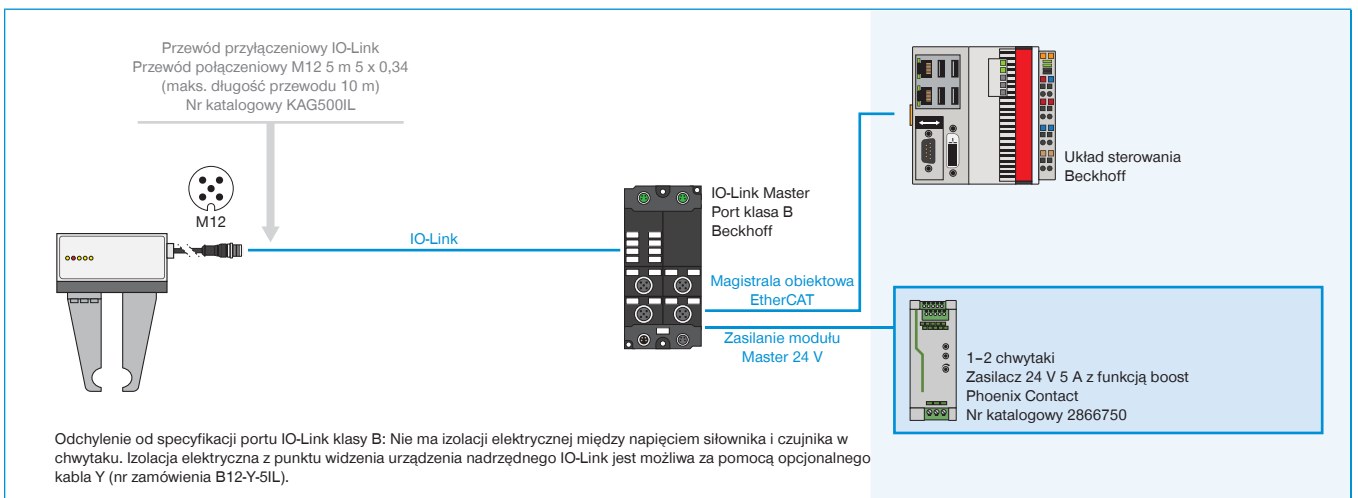 Przewód przyłączeniowy IO-Link
Przewód połączeniowy M12 5 m 5 x 0,34
(maks. długość przewodu 10 m)
Nr katalogowy KAG500IL
M12
IO-Link
IO-Link Master
Port klasa B
Beckhoff
Magistrala obiektowa
EtherCAT
Zasilanie modułu
Master 24 V
Układ sterowania
Beckhoff
1–2 chwytaki
Zasilacz 24 V 5 A z funkcją boost
Phoenix Contact
Nr katalogowy 2866750
Odchylenie od specyfikacji portu IO-Link klasy B: Nie ma izolacji elektrycznej między napięciem siłownika i czujnika w
chwytaku. Izolacja elektryczna z punktu widzenia urządzenia nadrzędnego IO-Link jest możliwa za pomocą opcjonalnego
kabla Y (nr zamówienia B12-Y-5IL).